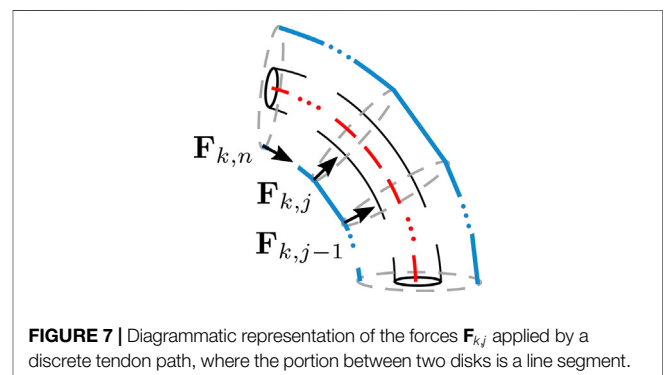 F_{k,n}
F_{k,j}
F_{k,j−1}
FIGURE 7 | Diagrammatic representation of the forces F_{k,j} applied by a
discrete tendon path, where the portion between two disks is a line segment.